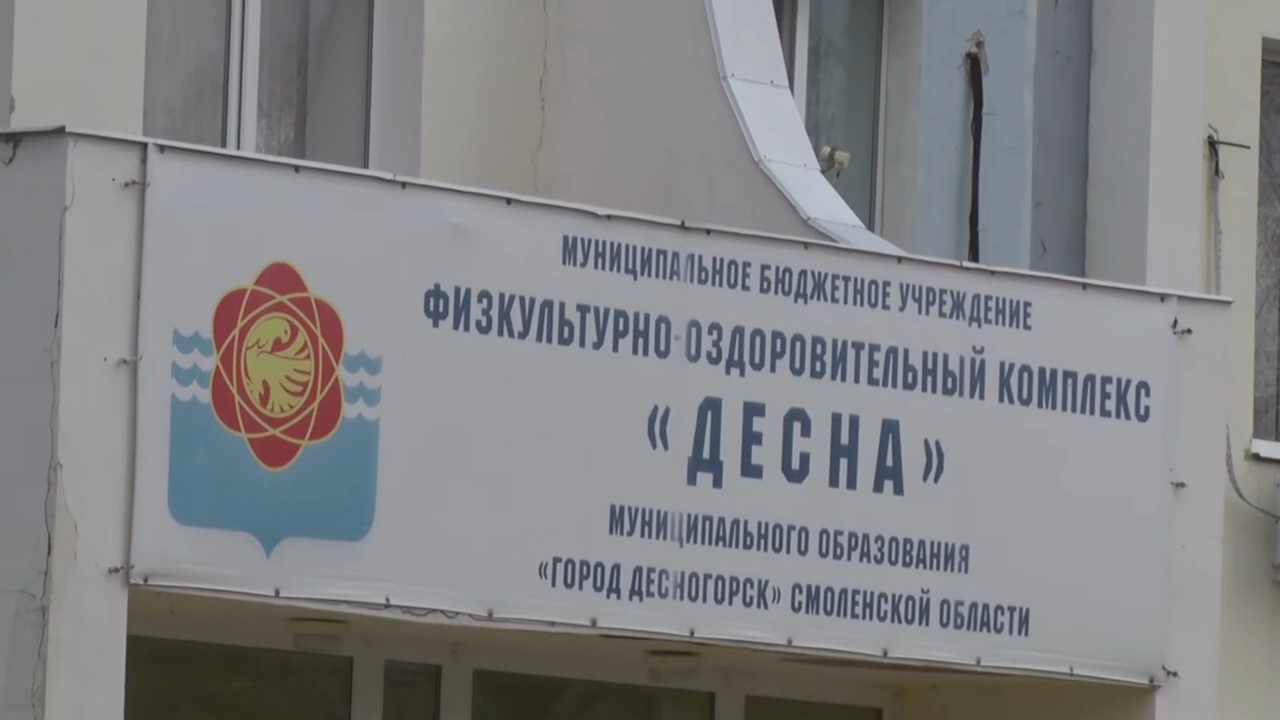 МУНИЦИПАЛЬНОЕ БЮДЖЕТНОЕ УЧРЕЖДЕНИЕ
ФИЗКУЛЬТУРНО-ОЗДОРОВИТЕЛЬНЫЙ КОМПЛЕКС
«ДЕСНА»
МУНИЦИПАЛЬНОГО ОБРАЗОВАНИЯ
«ГОРОД ДЕСНОГОРСК» СМОЛЕНСКОЙ ОБЛАСТИ